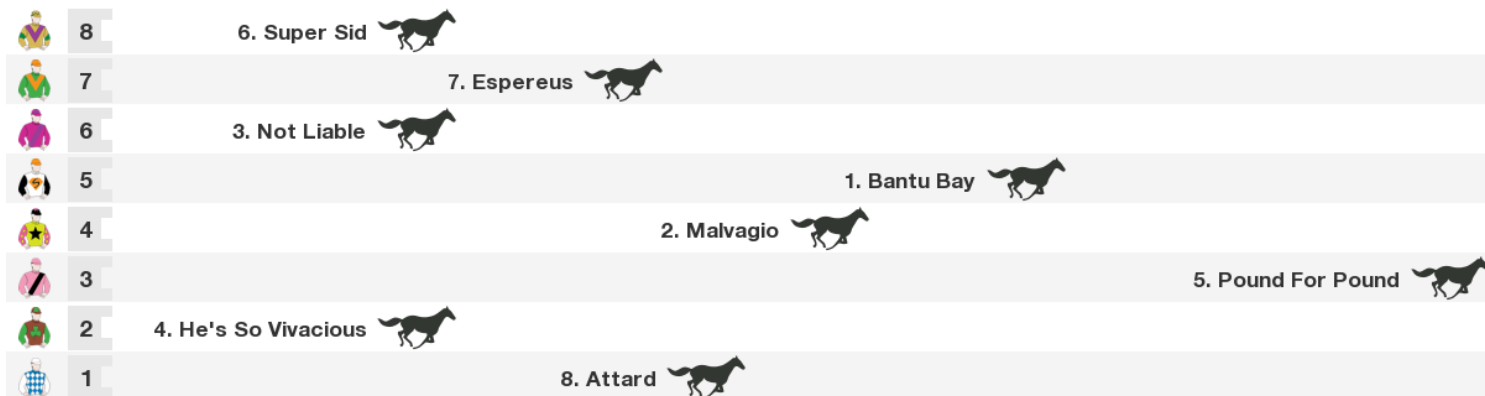 8 6. Super Sid
7 7. Espereus
6 3. Not Liable
5 1. Bantu Bay
4 2. Malvagio
3 5. Pound For Pound
2 4. He's So Vivacious
1 8. Attard